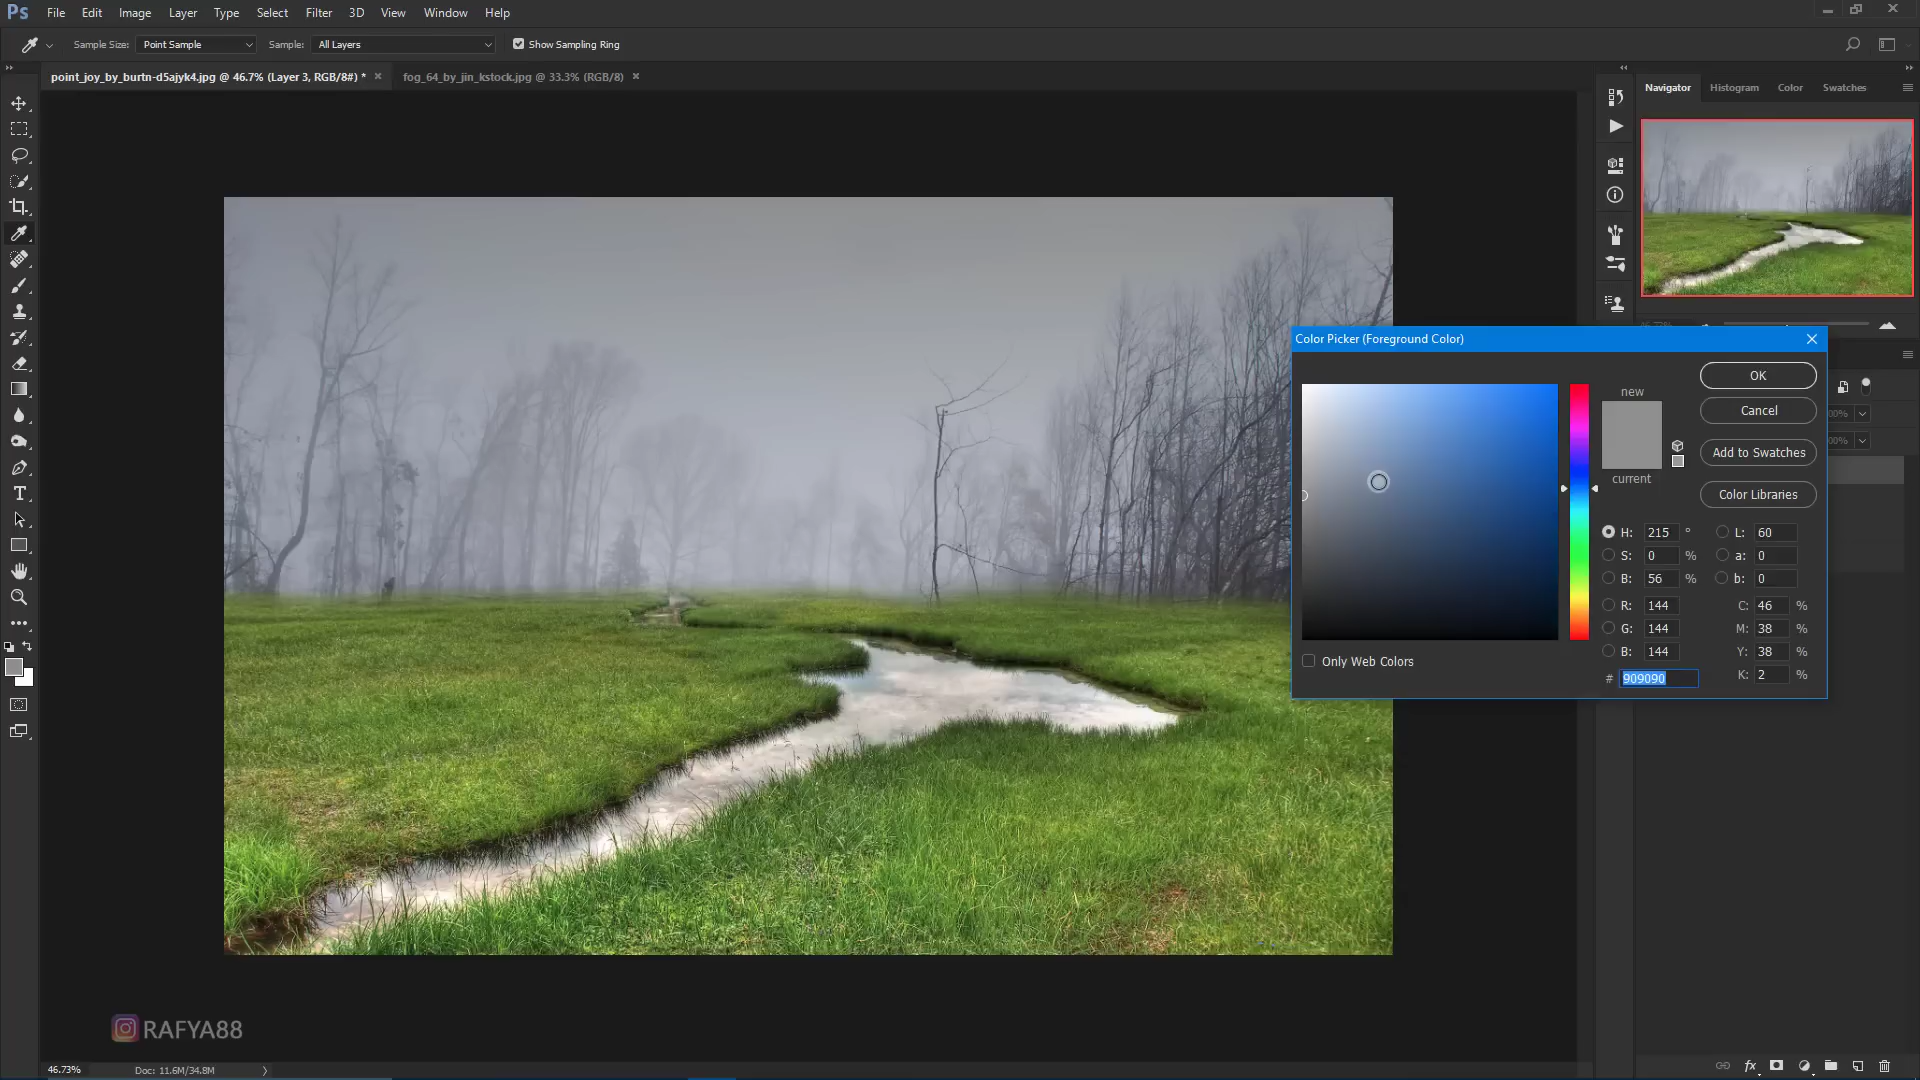 Ps File Edit Image Layer Type Select Filter 3D View Window Help
Sample Size: Point Sample Sample: All Layers Show Sampling Ring
point_joy_by_burtn-d5ajyk4.jpg @ 46.7% (Layer 3, RGB/8#) * × fog_64_by_jin_kstock.jpg @ 33.3% (RGB/8) ×
Navigator Histogram Color Swatches
Color Picker (Foreground Color)
new
current
OK
Cancel
Add to Swatches
Color Libraries
H: 215 ° L: 60
S: 0 % a: 0
B: 56 % b: 0
R: 144 C: 46 %
G: 144 M: 38 %
B: 144 Y: 38 %
# 909090 K: 2 %
Only Web Colors
RAFYA88
46.73% Doc: 11.6M/34.8M
fx